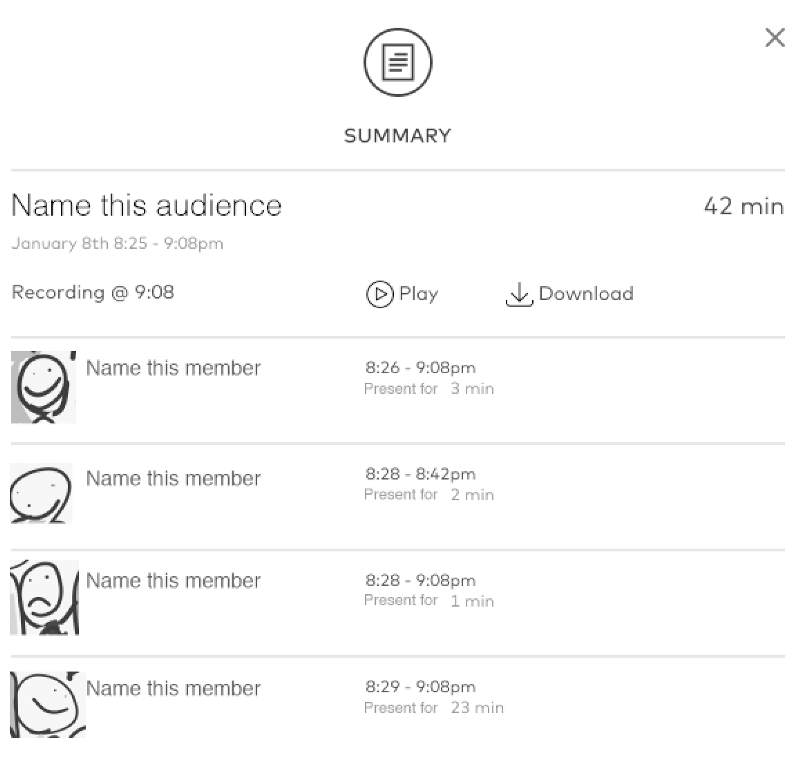 SUMMARY
Name this audience
42 min
January 8th 8:25 - 9:08pm
Recording @ 9:08
Play
Download
Name this member
8:26 - 9:08pm
Present for 3 min
Name this member
8:28 - 8:42pm
Present for 2 min
Name this member
8:28 - 9:08pm
Present for 1 min
Name this member
8:29 - 9:08pm
Present for 23 min